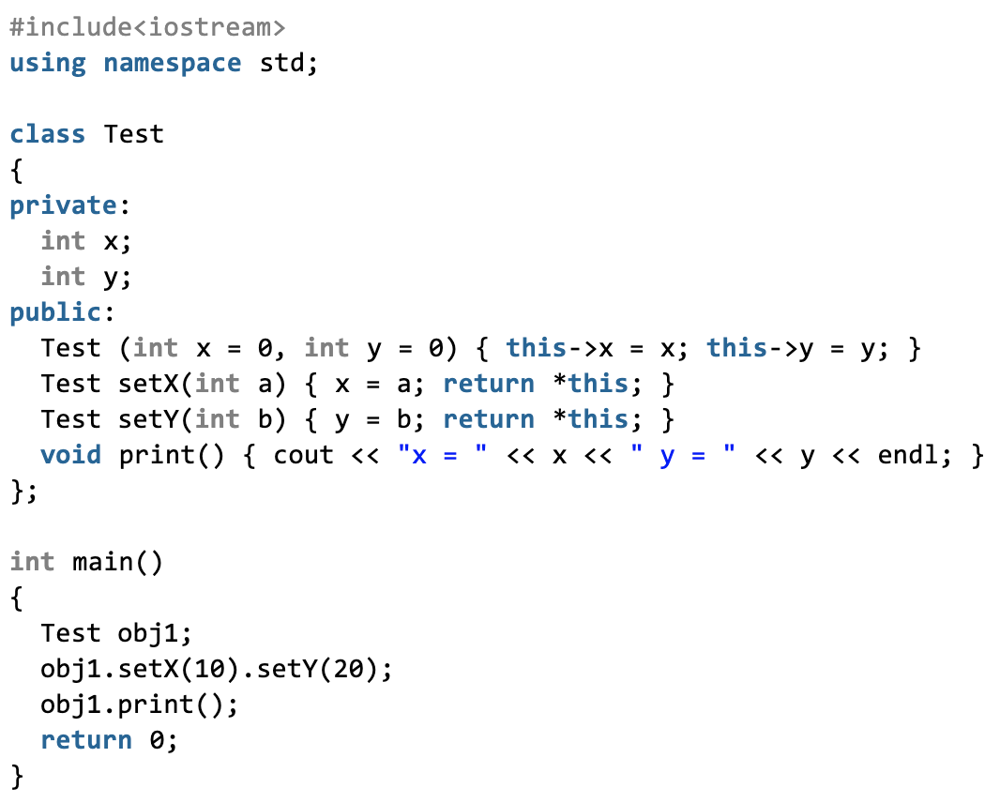 #include<iostream>
using namespace std;

class Test
{
private:
  int x;
  int y;
public:
  Test (int x = 0, int y = 0) { this->x = x; this->y = y; }
  Test setX(int a) { x = a; return *this; }
  Test setY(int b) { y = b; return *this; }
  void print() { cout << "x = " << x << " y = " << y << endl; }
};

int main()
{
  Test obj1;
  obj1.setX(10).setY(20);
  obj1.print();
  return 0;
}